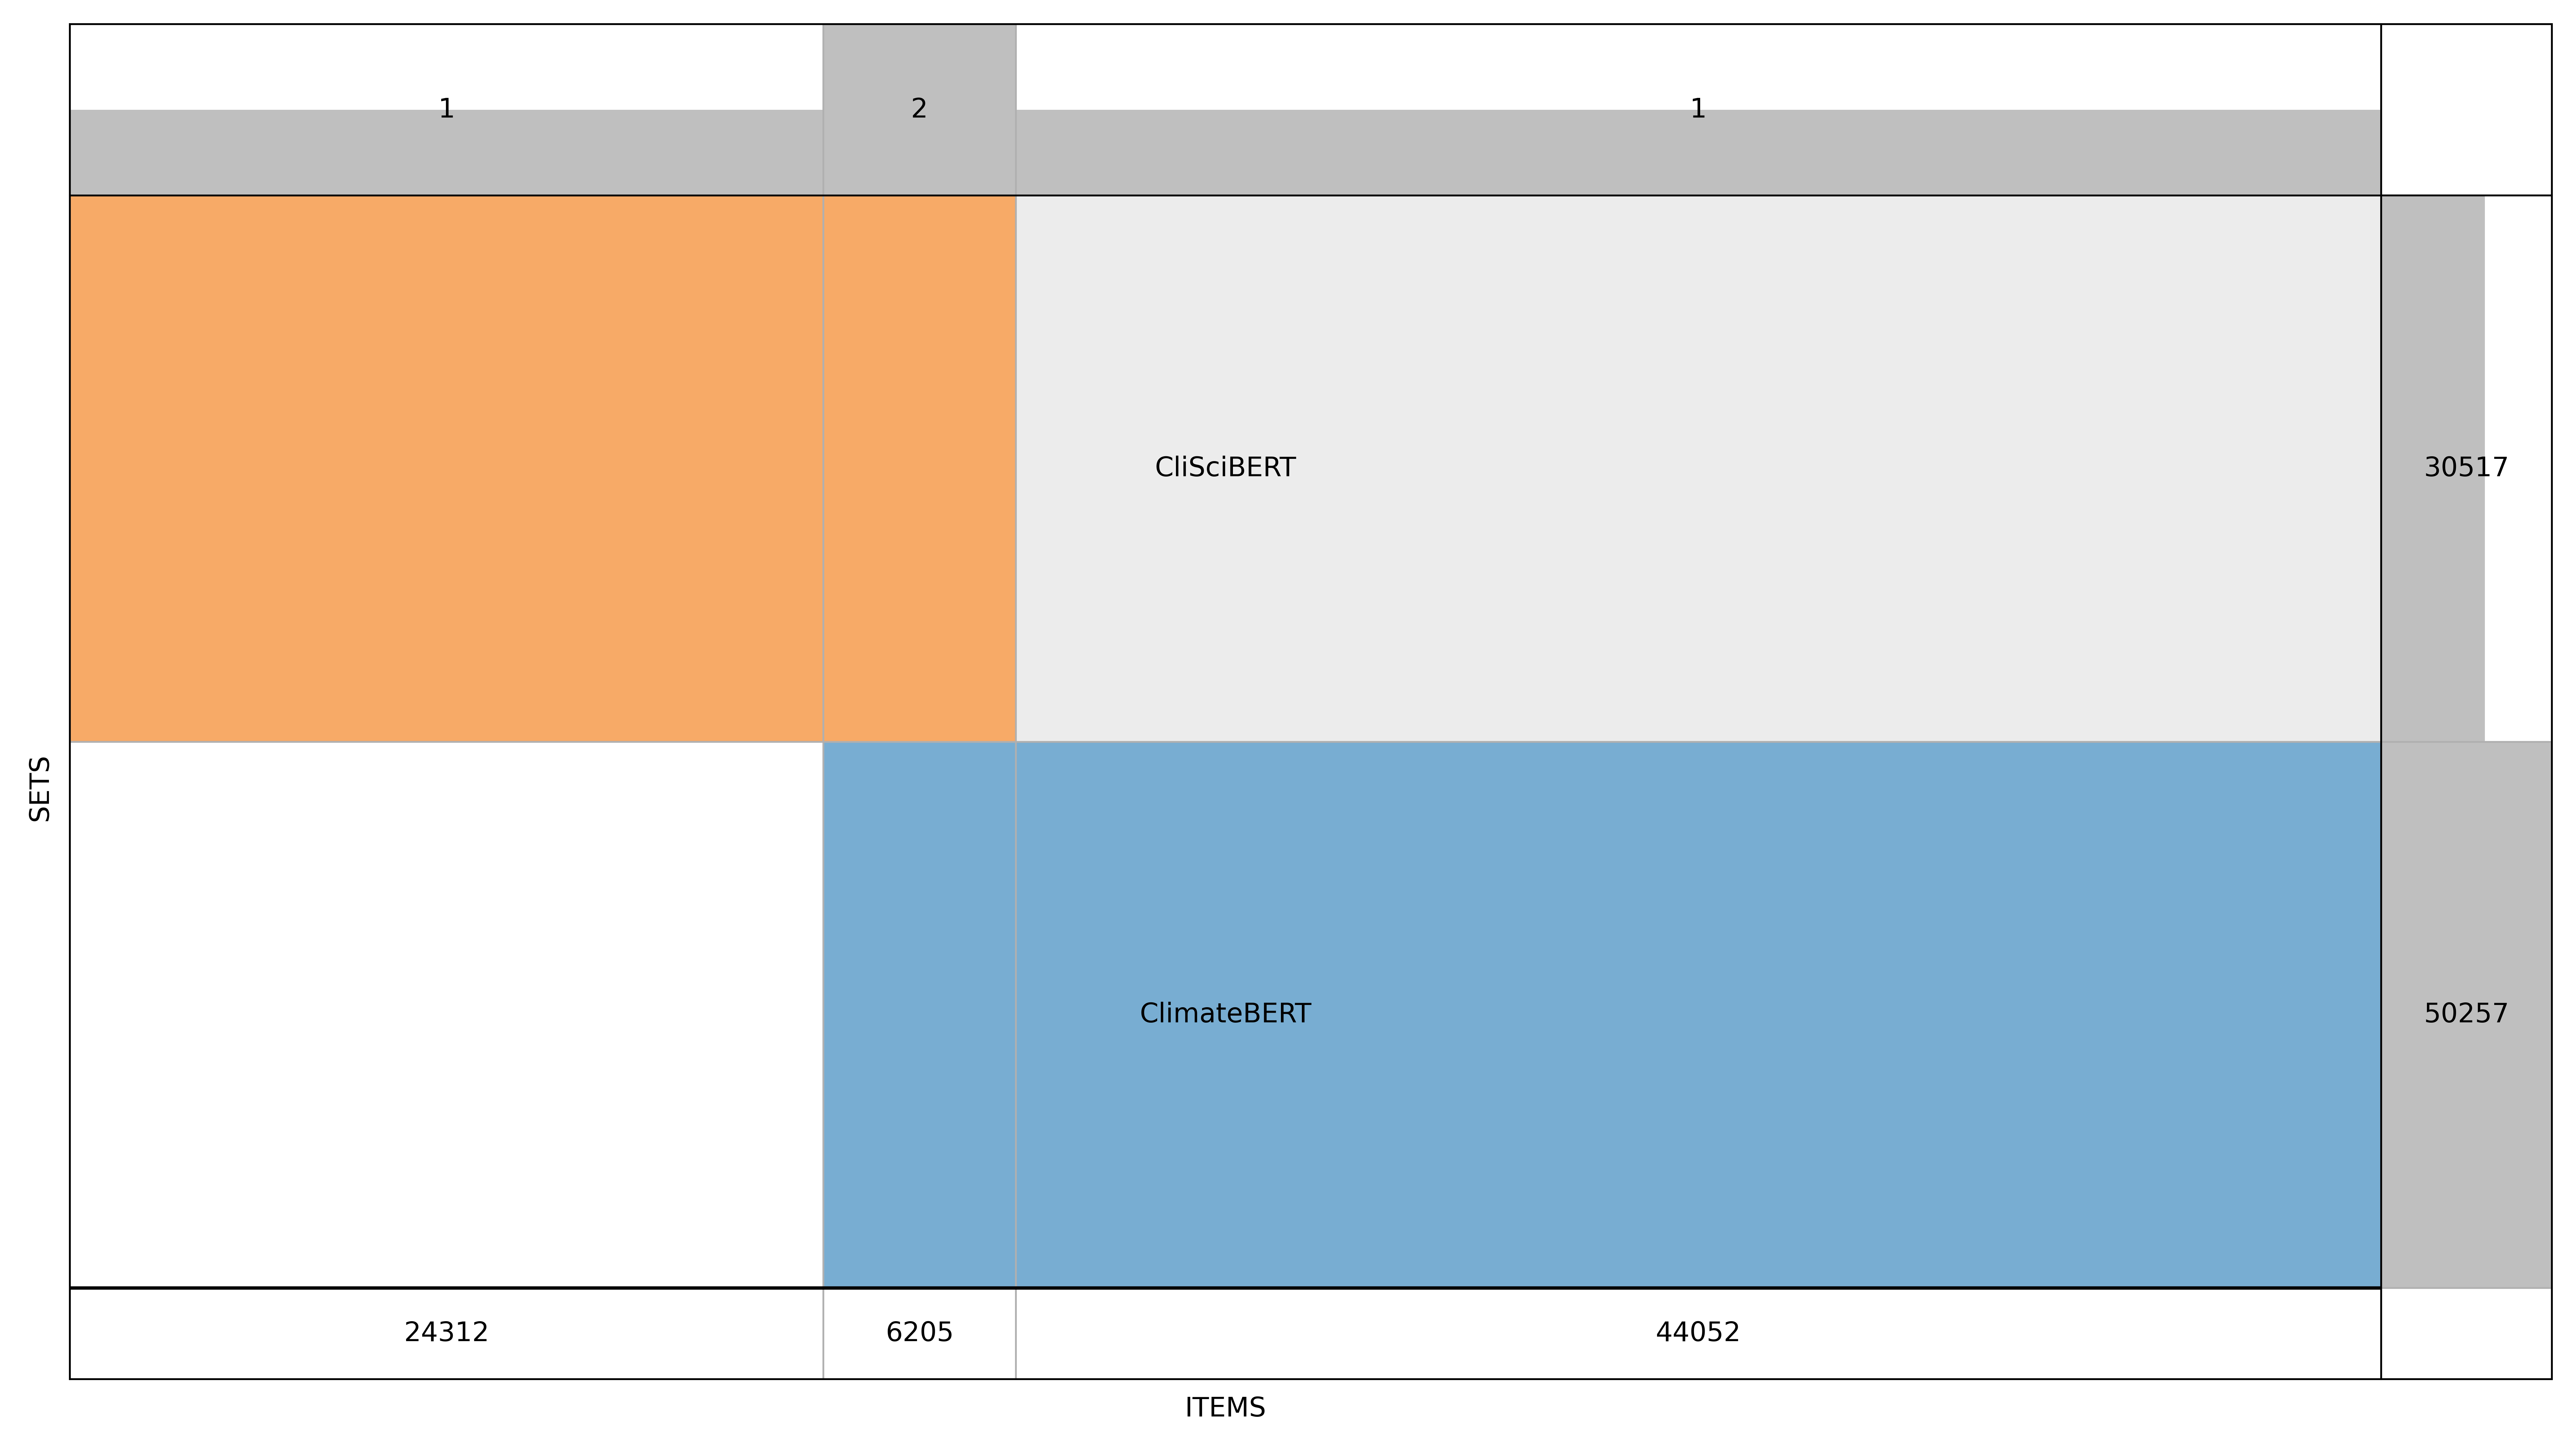 1 2 1
CliSciBERT 30517
SETS
ClimateBERT 50257
24312 6205 44052
ITEMS